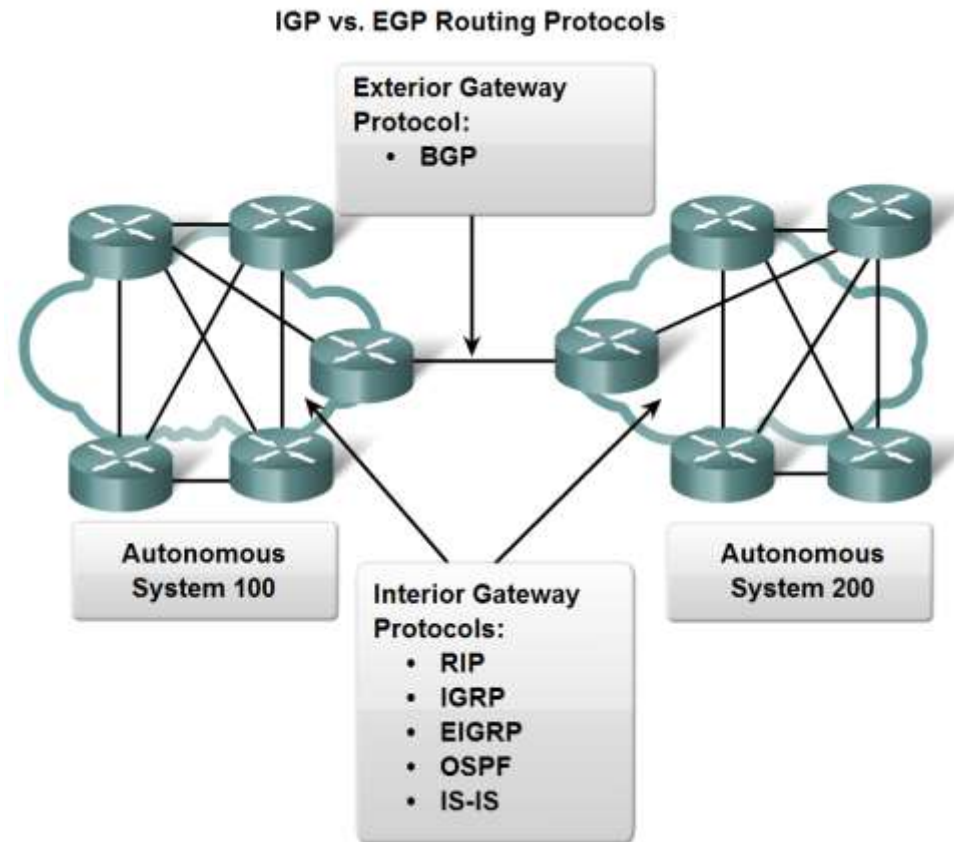 IGP vs. EGP Routing Protocols
Exterior Gateway
Protocol:
• BGP
Autonomous
System 100
Autonomous
System 200
Interior Gateway
Protocols:
• RIP
• IGRP
• EIGRP
• OSPF
• IS-IS